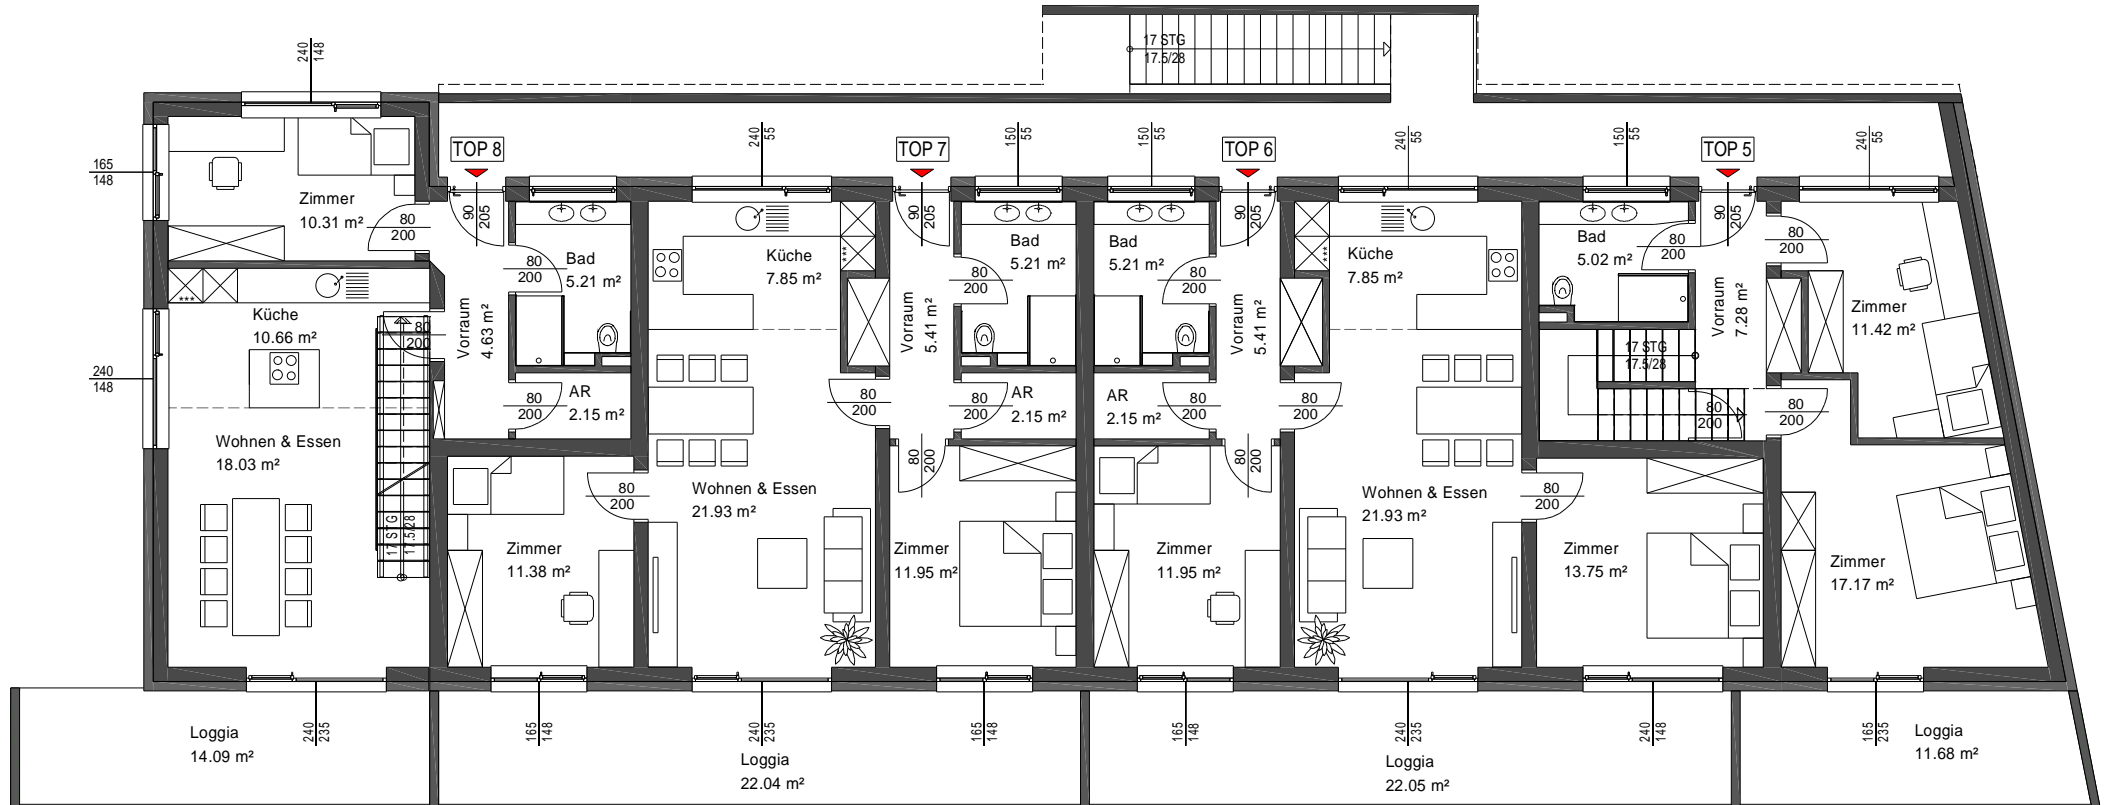 17 STG
17.5/28
240
148
165
148
TOP 8
240
55
TOP 7
150
55
150
55
TOP 6
240
55
150
55
TOP 5
240
55
Zimmer
10.31 m²
80
200
90
205
Küche
10.66 m²
***
80
200
Vorraum
4.63 m²
80
200
Bad
5.21 m²
80
200
AR
2.15 m²
240
148
Wohnen & Essen
18.03 m²
17 STG
17.5/28
Küche
7.85 m²
***
90
205
Vorraum
5.41 m²
80
200
Bad
5.21 m²
80
200
80
200
AR
2.15 m²
80
200
80
200
Zimmer
11.38 m²
Wohnen & Essen
21.93 m²
Zimmer
11.95 m²
Bad
5.21 m²
80
200
90
205
Vorraum
5.41 m²
AR
2.15 m²
80
200
80
200
80
200
***
Küche
7.85 m²
Zimmer
11.95 m²
Wohnen & Essen
21.93 m²
80
200
Zimmer
13.75 m²
Bad
5.02 m²
80
200
90
205
80
200
Vorraum
7.28 m²
17 STG
17.5/28
80
200
80
200
Zimmer
11.42 m²
Zimmer
17.17 m²
Loggia
14.09 m²
240
235
165
148
240
235
Loggia
22.04 m²
165
148
165
148
240
235
Loggia
22.05 m²
240
148
165
235
Loggia
11.68 m²